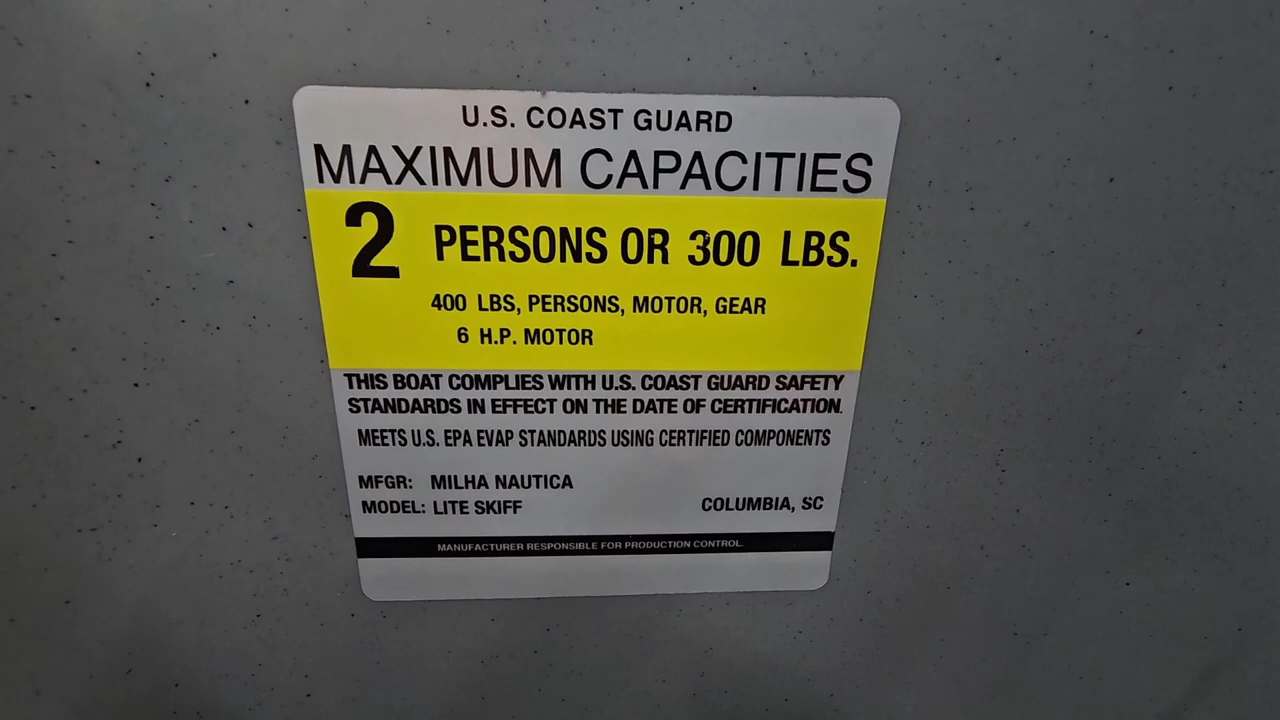 U.S. COAST GUARD
MAXIMUM CAPACITIES
2 PERSONS OR 300 LBS.
400 LBS, PERSONS, MOTOR, GEAR
6 H.P. MOTOR
THIS BOAT COMPLIES WITH U.S. COAST GUARD SAFETY
STANDARDS IN EFFECT ON THE DATE OF CERTIFICATION.
MEETS U.S. EPA EVAP STANDARDS USING CERTIFIED COMPONENTS
MFGR: MILHA NAUTICA
MODEL: LITE SKIFF COLUMBIA, SC
MANUFACTURER RESPONSIBLE FOR PRODUCTION CONTROL.